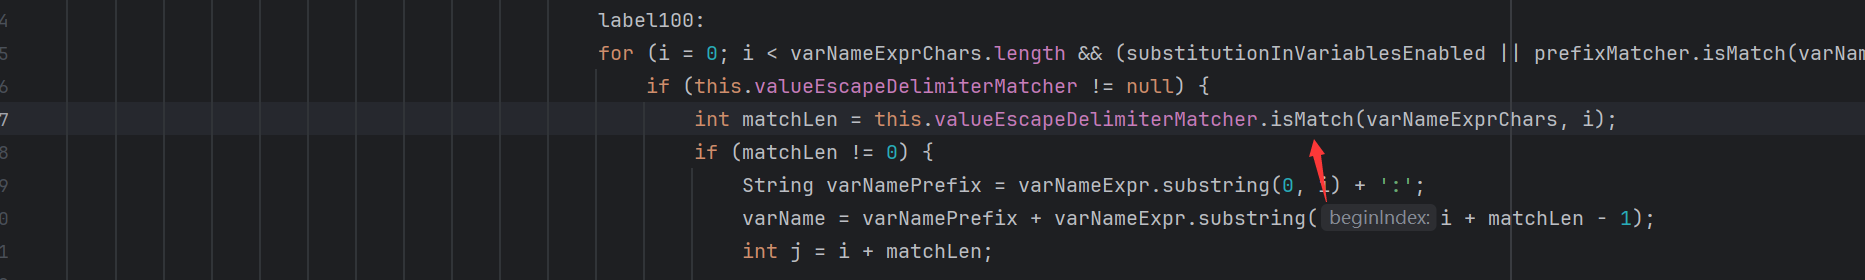 4 label100:
5 for (i = 0; i < varNameExprChars.length && (substitutionInVariablesEnabled || prefixMatcher.isMatch(varNam
6 if (this.valueEscapeDelimiterMatcher != null) {
7 int matchLen = this.valueEscapeDelimiterMatcher.isMatch(varNameExprChars, i);
8 if (matchLen != 0) {
9 String varNamePrefix = varNameExpr.substring(0, i) + ':';
0 varName = varNamePrefix + varNameExpr.substring( beginIndex: i + matchLen - 1);
1 int j = i + matchLen;